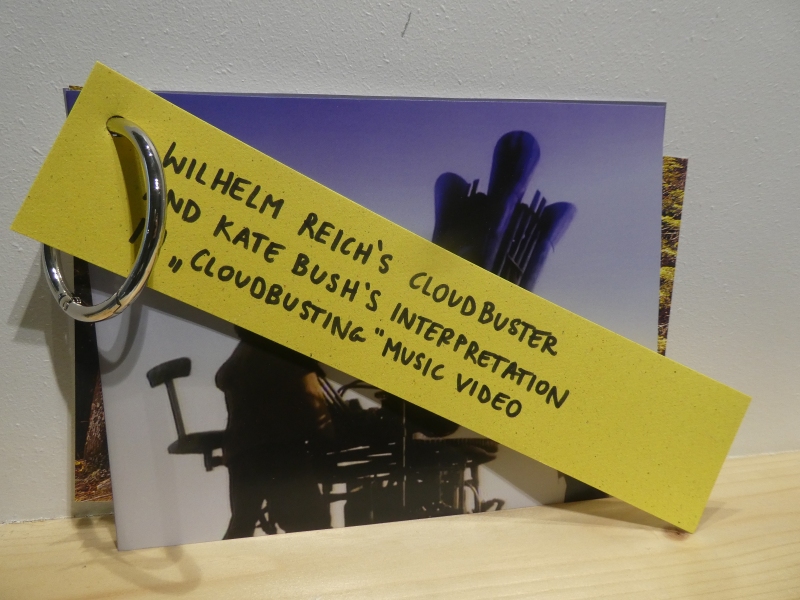 WILHELM REICH'S CLOUDBUSTER
AND KATE BUSH'S INTERPRETATION
„CLOUDBUSTING" MUSIC VIDEO